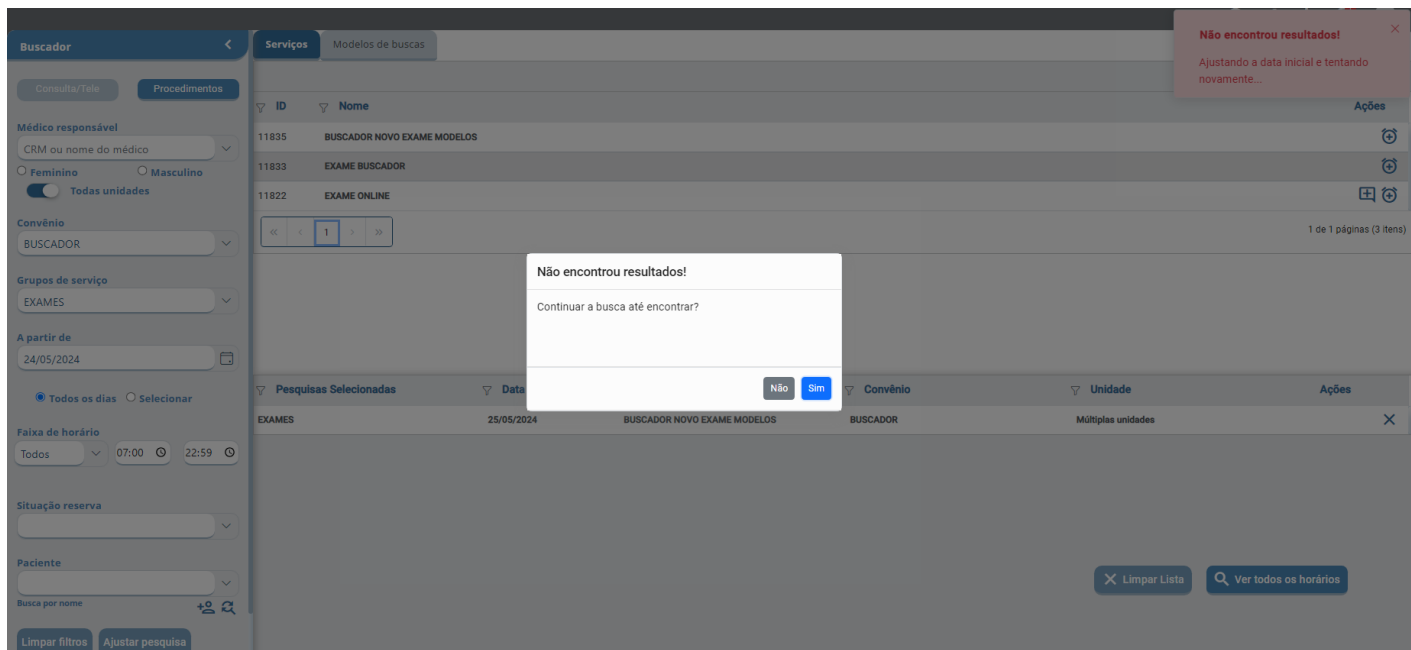 Buscador
Serviços
Modelos de buscas
Não encontrou resultados!
Ajustando a data inicial e tentando
novamente...
Consulta/Tele
Procedimentos
ID
Nome
Ações
Médico responsável
CRM ou nome do médico
Feminino
Masculino
Todas unidades
11835
BUSCADOR NOVO EXAME MODELOS
11833
EXAME BUSCADOR
11822
EXAME ONLINE
« < 1 > »
1 de 1 páginas (3 itens)
Convênio
BUSCADOR
Grupos de serviço
EXAMES
A partir de
24/05/2024
Todos os dias
Selecionar
Faixa de horário
Todos
07:00
22:59
Situação reserva
Paciente
Busca por nome
Limpar filtros
Ajustar pesquisa
Não encontrou resultados!
Continuar a busca até encontrar?
Não
Sim
Pesquisas Selecionadas
Data
Convênio
Unidade
Ações
EXAMES
25/05/2024
BUSCADOR NOVO EXAME MODELOS
BUSCADOR
Múltiplas unidades
Limpar Lista
Ver todos os horários